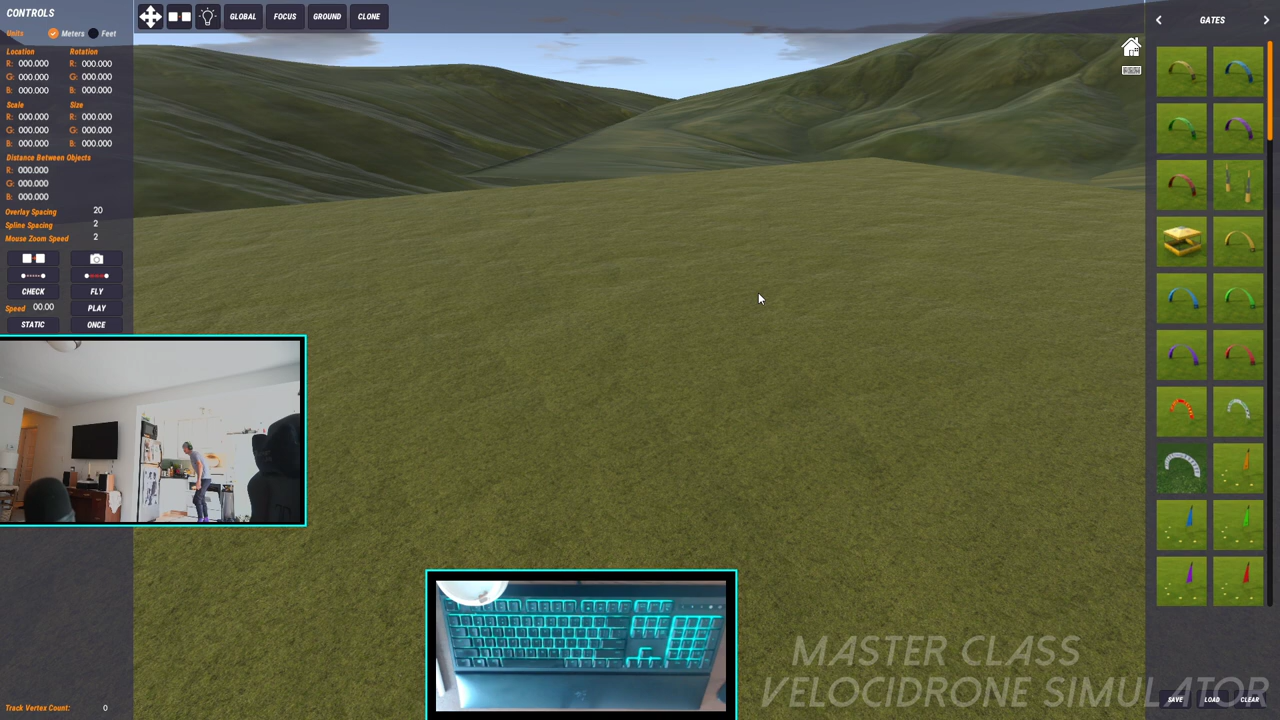 CONTROLS
GLOBAL FOCUS GROUND CLONE
GATES
Units Meters Feet
Location Rotation
R: 000.000 R: 000.000
G: 000.000 G: 000.000
B: 000.000 B: 000.000
Scale Size
R: 000.000 R: 000.000
G: 000.000 G: 000.000
B: 000.000 B: 000.000
Distance Between Objects
R: 000.000
G: 000.000
B: 000.000
Overlay Spacing 20
Spline Spacing 2
Mouse Zoom Speed 2
CHECK FLY
Speed 00.00 PLAY
STATIC ONCE
MASTER CLASS
VELOCIDRONE SIMULATOR
SAVE LOAD CLEAR
Track Vertex Count: 0